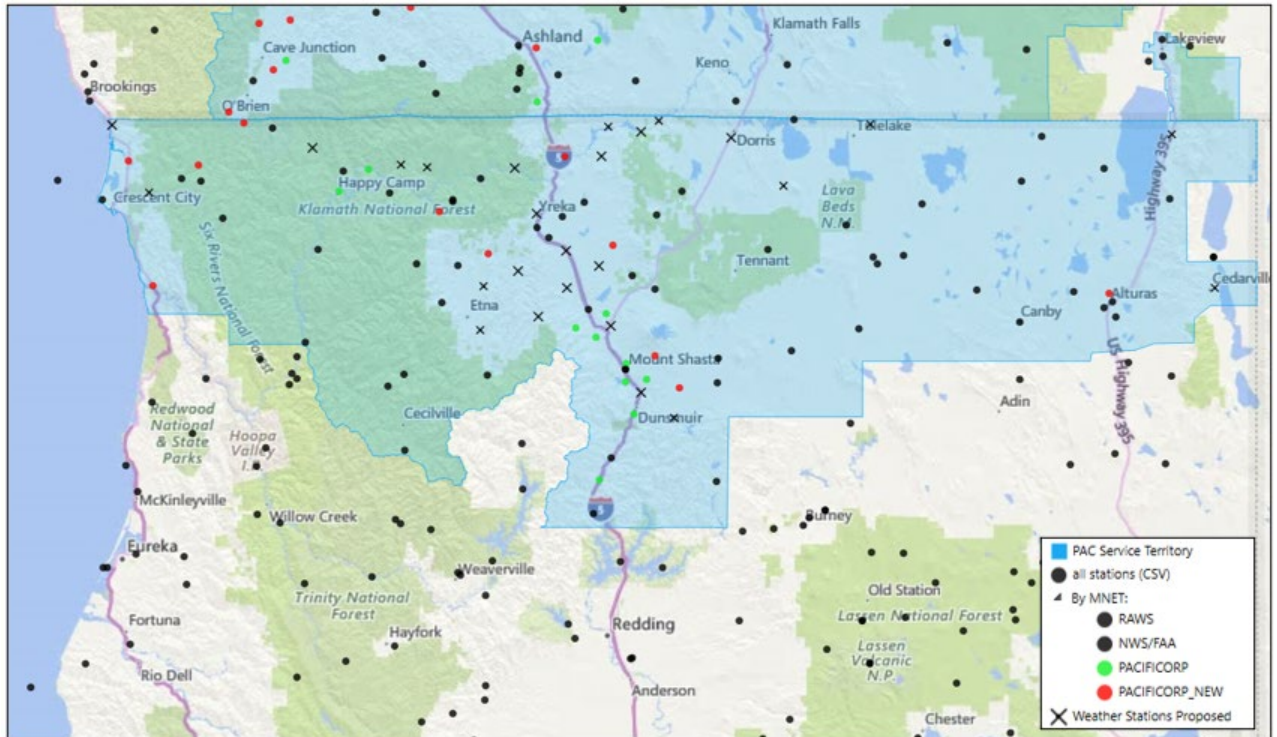 Klamath Falls
Ashland
Lakeview
Cave Junction
Keno
Brookings
O'Brien
Tulelake
Dorris
5
Highway 395
Happy Camp
Lava
Beds
N.M.
Crescent City
Klamath National Forest
Yreka
Six Rivers National Forest
Tennant
Cedarville
Alturas
Etna
Canby
Mount Shasta
US Highway 395
Adin
Redwood
National
& State
Parks
Cecilville
Dunsmuir
Hoopa
Valley
I.R.
McKinleyville
Willow Creek
5
Burney
Eureka
Weaverville
Old Station
Trinity National
Forest
Lassen National Forest
Fortuna
Hayfork
Redding
Lassen
Volcanic
N.P.
Rio Dell
Anderson
Chester
PAC Service Territory
all stations (CSV)
By MNET:
RAWS
NWS/FAA
PACIFICORP
PACIFICORP_NEW
Weather Stations Proposed